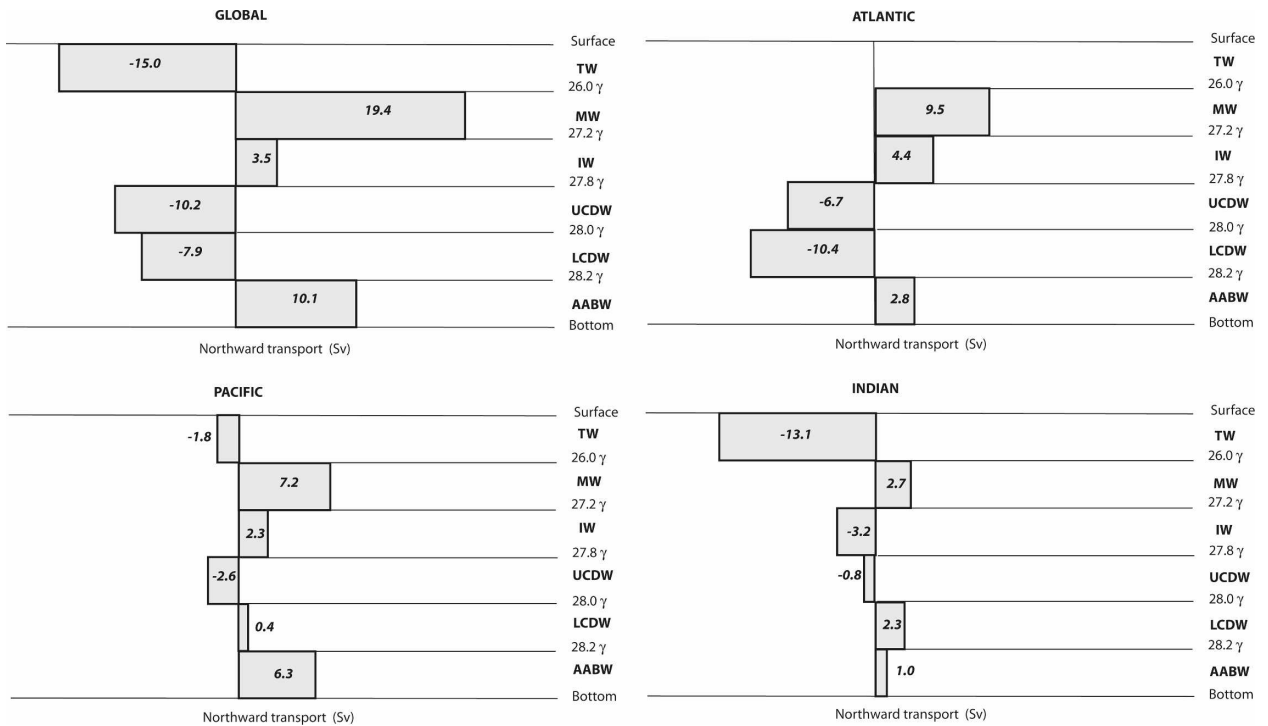 GLOBAL
Surface
-15.0
TW
26.0 γ
19.4
MW
27.2 γ
3.5
IW
27.8 γ
-10.2
UCDW
28.0 γ
-7.9
LCDW
28.2 γ
10.1
AABW
Bottom
Northward transport (Sv)
ATLANTIC
Surface
TW
26.0 γ
9.5
MW
27.2 γ
4.4
IW
27.8 γ
-6.7
UCDW
28.0 γ
-10.4
LCDW
28.2 γ
2.8
AABW
Bottom
Northward transport (Sv)
PACIFIC
Surface
-1.8
TW
26.0 γ
7.2
MW
27.2 γ
2.3
IW
27.8 γ
-2.6
UCDW
28.0 γ
0.4
LCDW
28.2 γ
6.3
AABW
Bottom
Northward transport (Sv)
INDIAN
Surface
-13.1
TW
26.0 γ
2.7
MW
27.2 γ
-3.2
IW
27.8 γ
-0.8
UCDW
28.0 γ
2.3
LCDW
28.2 γ
1.0
AABW
Bottom
Northward transport (Sv)